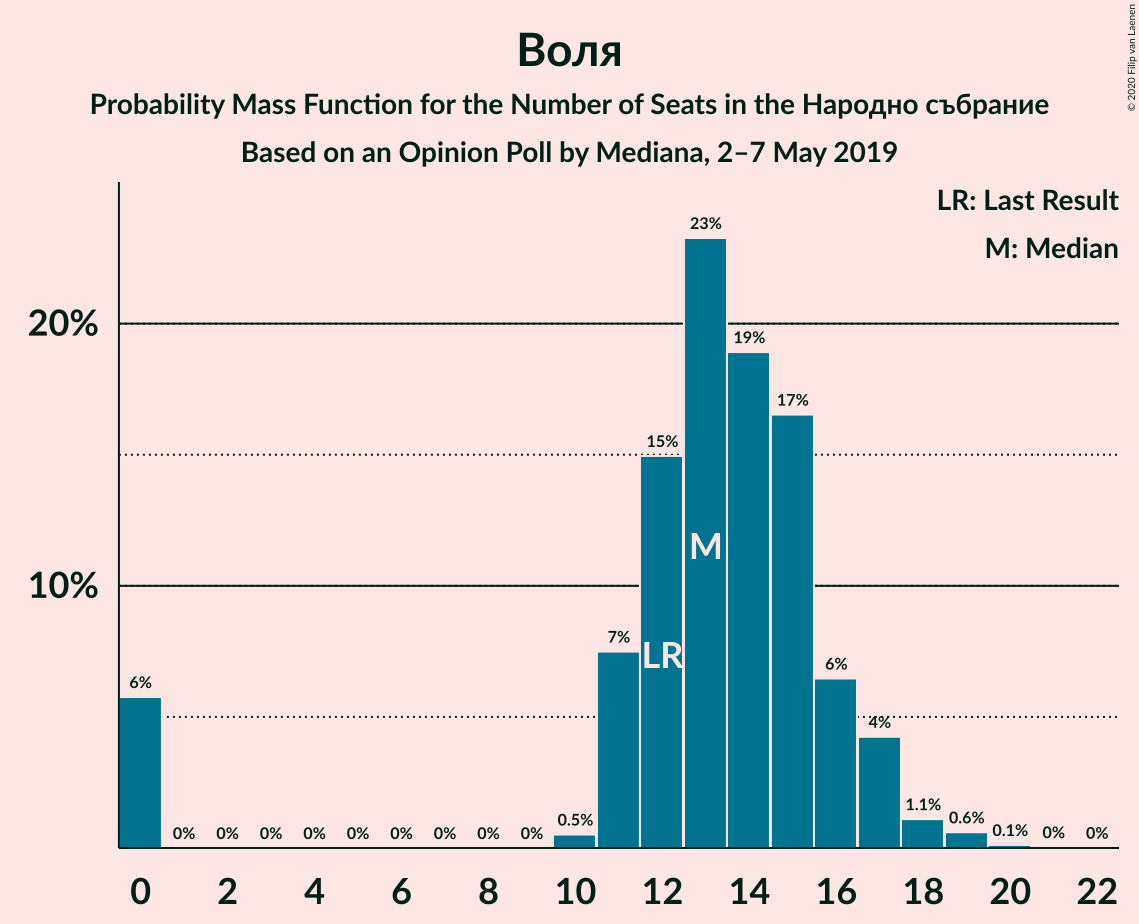 Воля
Probability Mass Function for the Number of Seats in the Народно събрание
Based on an Opinion Poll by Mediana, 2–7 May 2019
© 2020 Filip van Laenen
LR: Last Result
M: Median
20%
10%
6% 0% 0% 0% 0% 0% 0% 0% 0% 0% 0.5% 7% 15% 23% 19% 17% 6% 4% 1.1% 0.6% 0.1% 0% 0%
M
LR
0 2 4 6 8 10 12 14 16 18 20 22